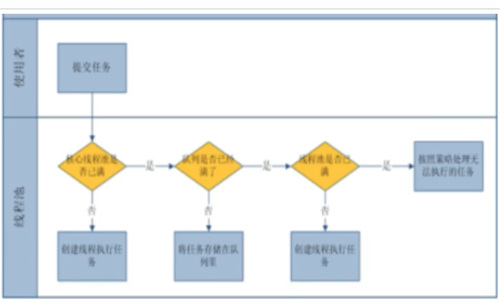 使用者
提交任务
线程池
核心线程池是
否已满
是
队列是否已经
满了
是
线程池是否已
满
是
按照策略处理无
法执行的任务
否
否
否
创建线程执行任
务
将任务存储在队
列里
创建线程执行任
务